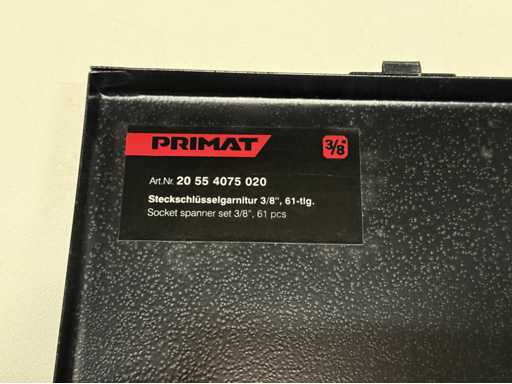 PRIMAT
3/8"
Art.Nr. 20 55 4075 020
Steckschlüsselgarnitur 3/8", 61-tlg.
Socket spanner set 3/8", 61 pcs